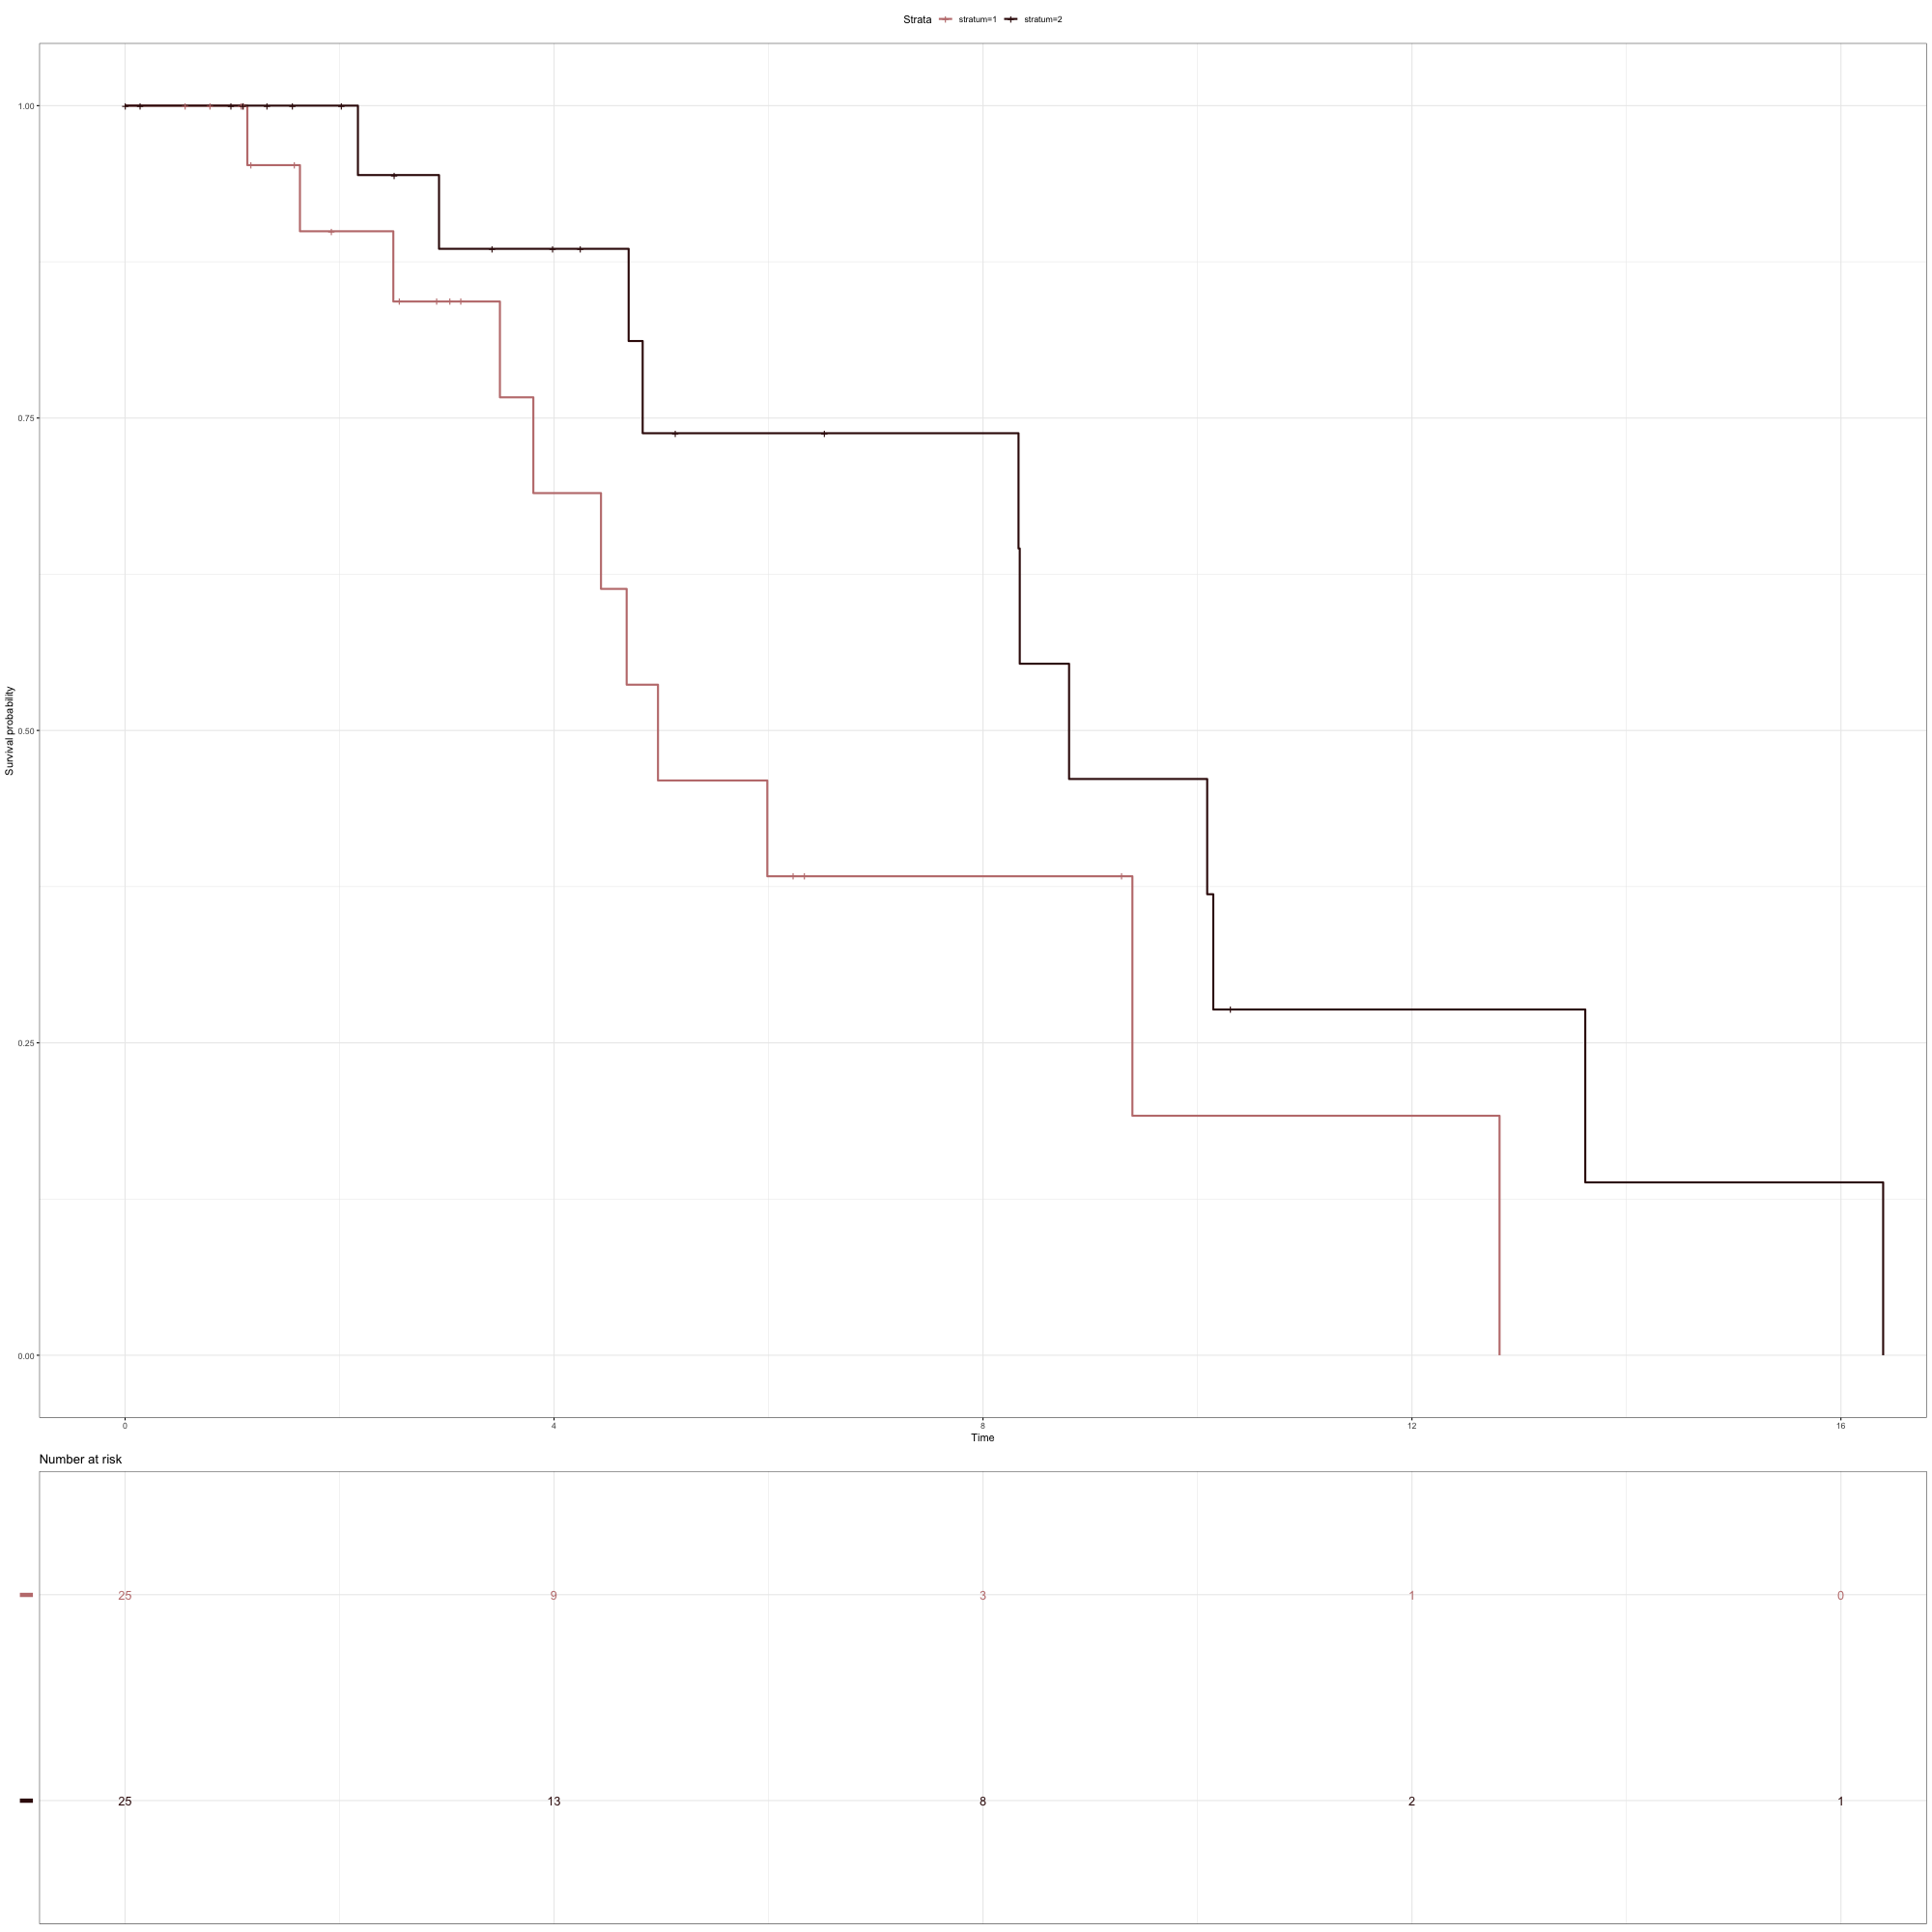 Strata stratum=1 stratum=2
1.00
0.75
0.50
0.25
0.00
Survival probability
0 4 8 12 16
Time
Number at risk
25 9 3 1 0
25 13 8 2 1